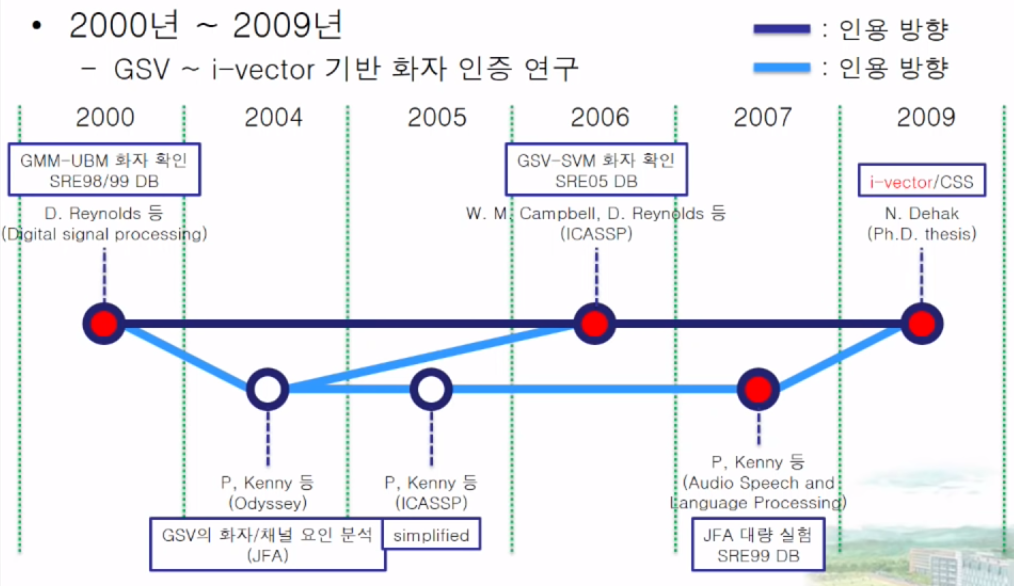 • 2000년 ~ 2009년
– GSV ~ i-vector 기반 화자 인증 연구
: 인용 방향
: 인용 방향
2000
2004
2005
2006
2007
2009
GMM-UBM 화자 확인
SRE98/99 DB
D. Reynolds 등
(Digital signal processing)
GSV-SVM 화자 확인
SRE05 DB
W. M. Campbell, D. Reynolds 등
(ICASSP)
i-vector/CSS
N. Dehak
(Ph.D. thesis)
P, Kenny 등
(Odyssey)
GSV의 화자/채널 요인 분석
(JFA)
P, Kenny 등
(ICASSP)
simplified
P, Kenny 등
(Audio Speech and
Language Processing)
JFA 대량 실험
SRE99 DB